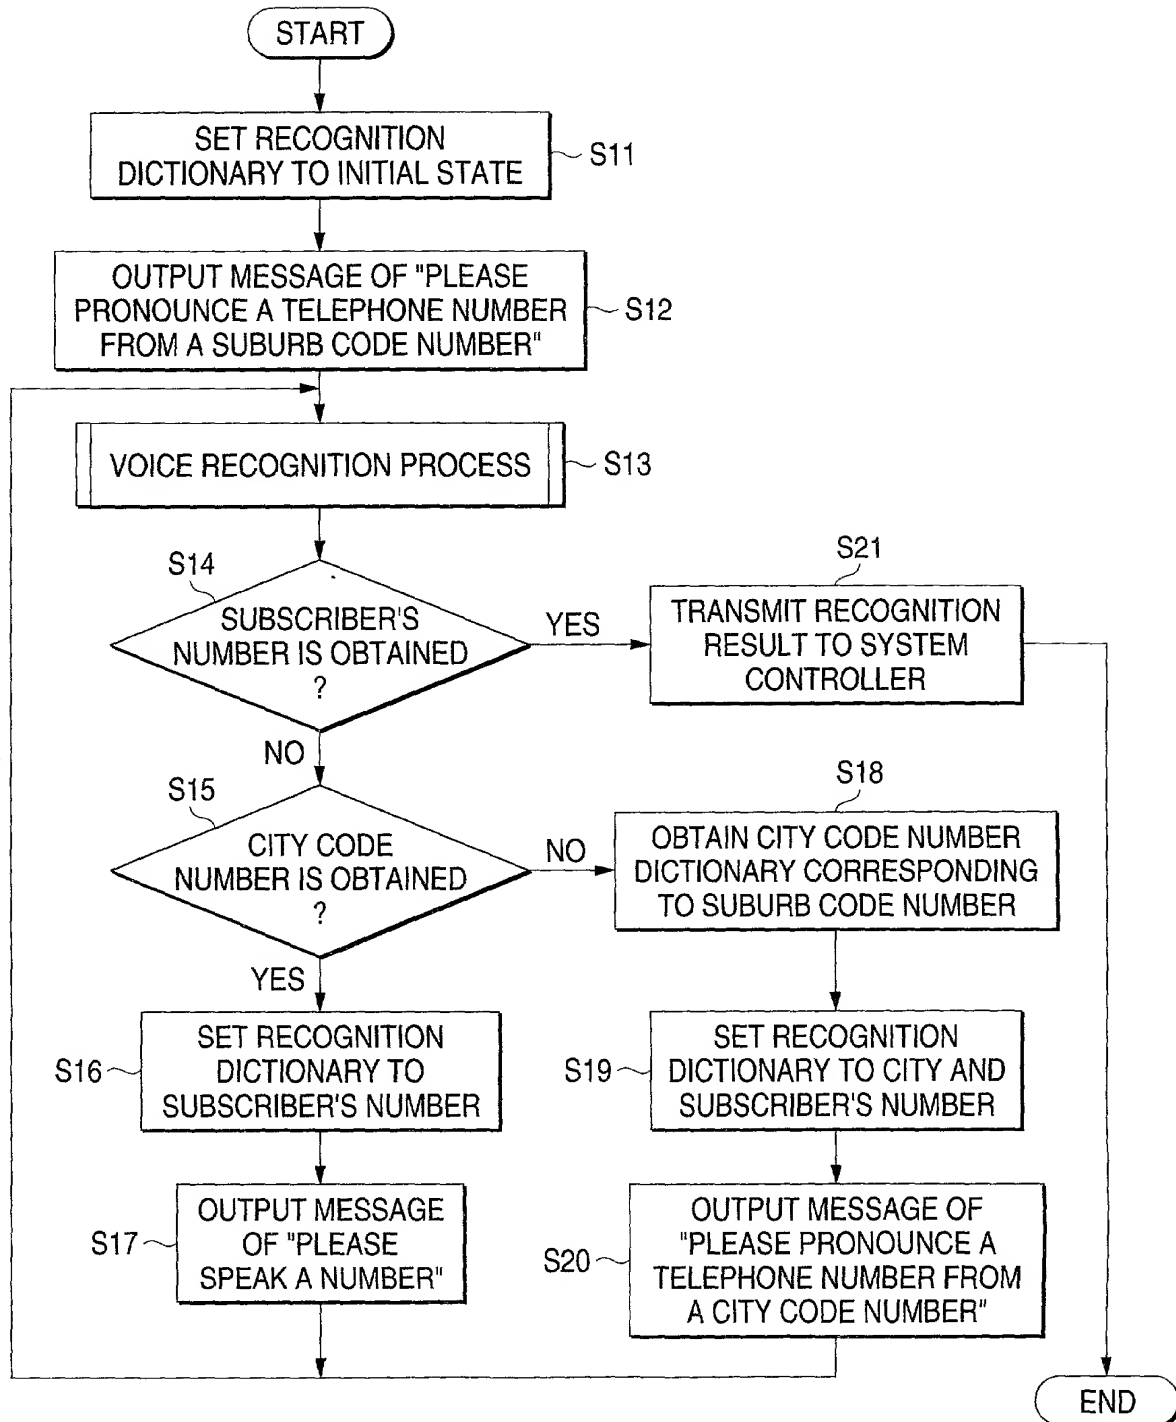 START
SET RECOGNITION
DICTIONARY TO INITIAL STATE
S11
OUTPUT MESSAGE OF "PLEASE
PRONOUNCE A TELEPHONE NUMBER
FROM A SUBURB CODE NUMBER"
S12
VOICE RECOGNITION PROCESS
S13
S14
SUBSCRIBER'S
NUMBER IS OBTAINED
?
YES
S21
TRANSMIT RECOGNITION
RESULT TO SYSTEM
CONTROLLER
NO
S15
CITY CODE
NUMBER IS OBTAINED
?
NO
S18
OBTAIN CITY CODE NUMBER
DICTIONARY CORRESPONDING
TO SUBURB CODE NUMBER
YES
S16
SET RECOGNITION
DICTIONARY TO
SUBSCRIBER'S NUMBER
S19
SET RECOGNITION
DICTIONARY TO CITY AND
SUBSCRIBER'S NUMBER
S17
OUTPUT MESSAGE
OF "PLEASE
SPEAK A NUMBER"
S20
OUTPUT MESSAGE OF
"PLEASE PRONOUNCE A
TELEPHONE NUMBER FROM
A CITY CODE NUMBER"
END